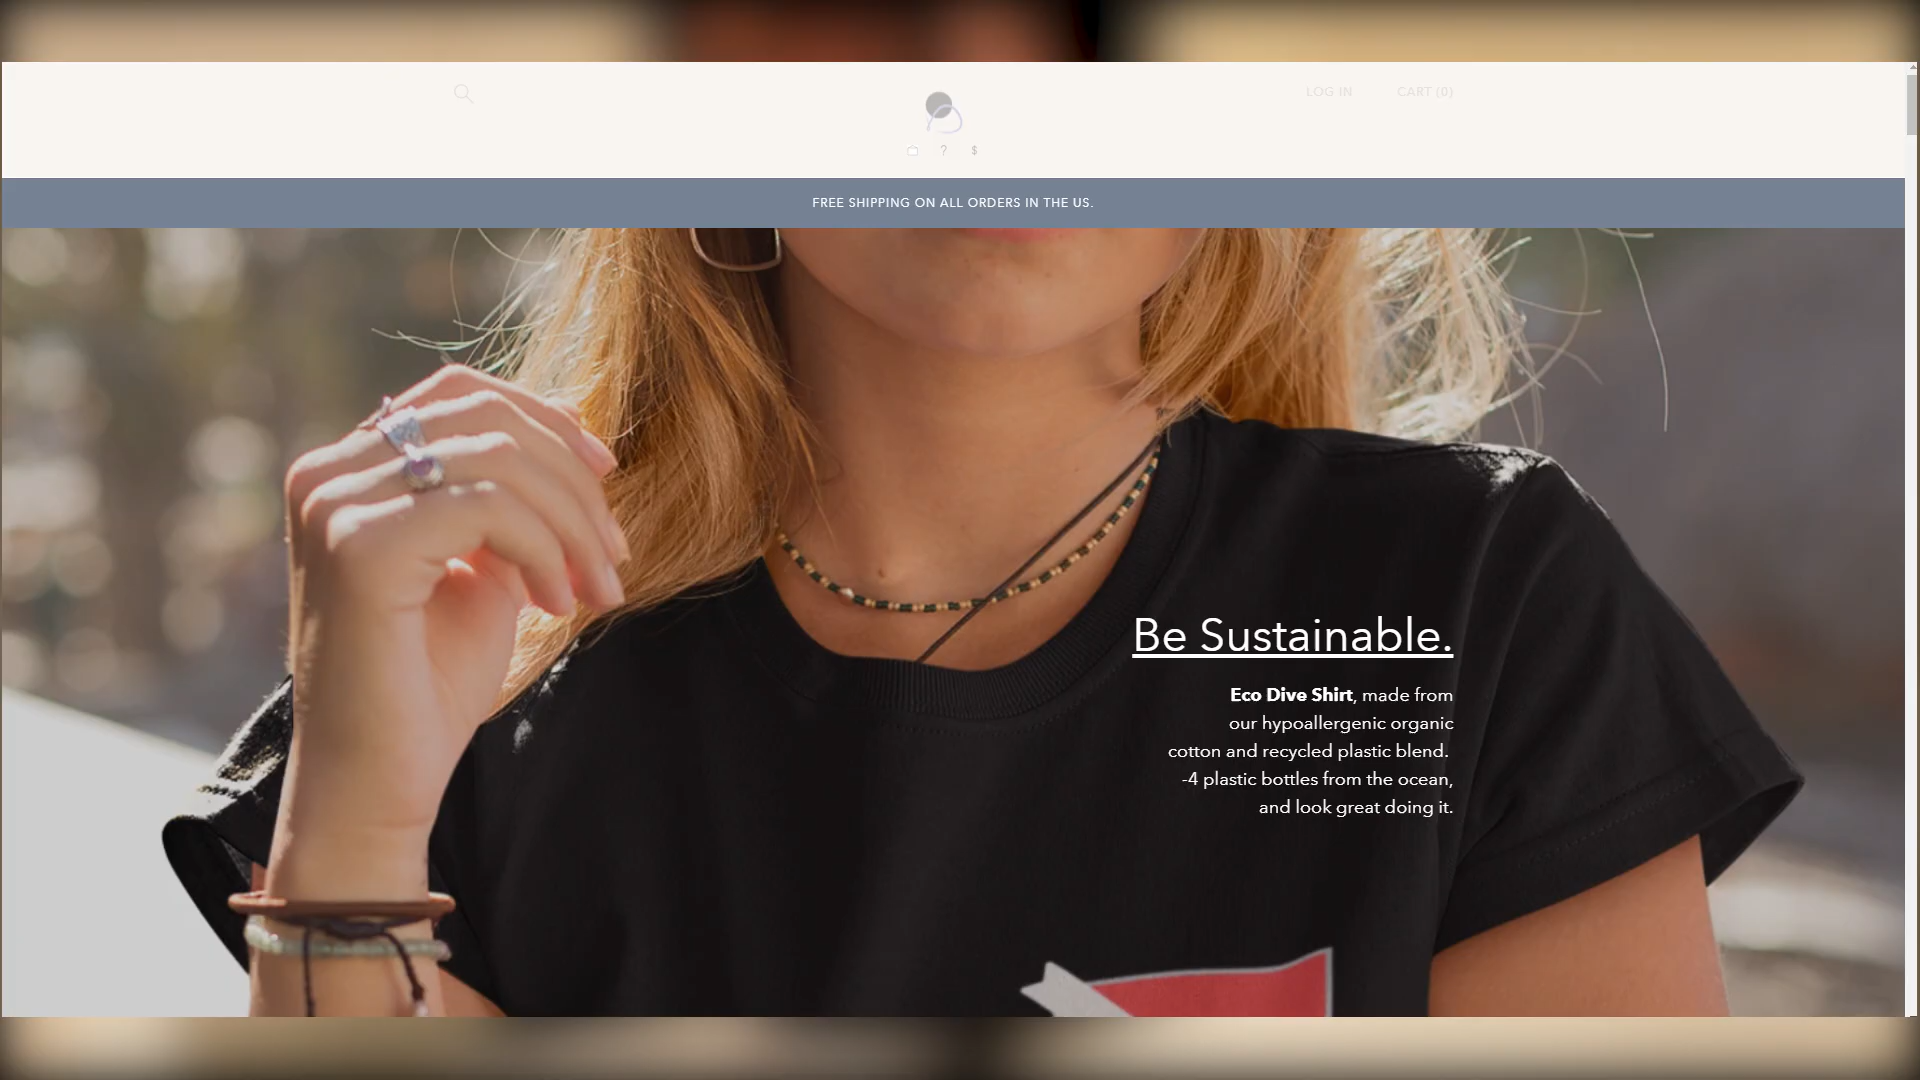 LOG IN
CART (0)
? $
FREE SHIPPING ON ALL ORDERS IN THE US.
Be Sustainable.
Eco Dive Shirt, made from
our hypoallergenic organic
cotton and recycled plastic blend.
-4 plastic bottles from the ocean,
and look great doing it.